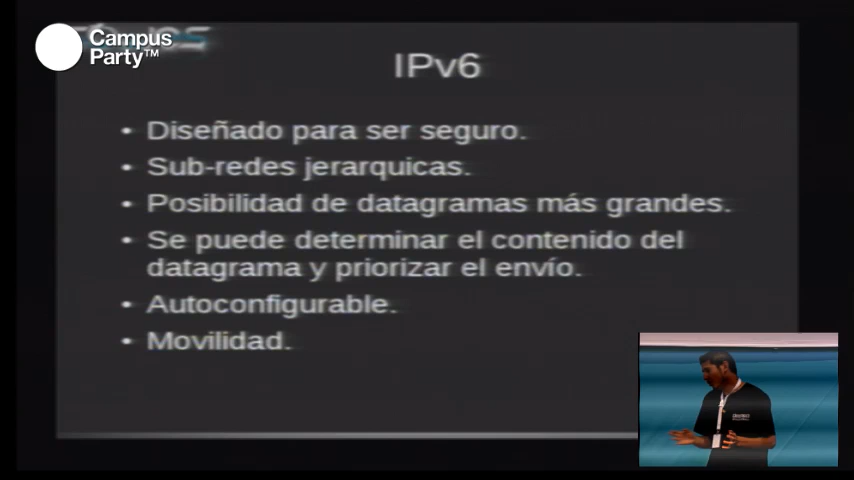 Campus
Party™
IPv6
• Diseñado para ser seguro.
• Sub-redes jerarquicas.
• Posibilidad de datagramas más grandes.
• Se puede determinar el contenido del
datagrama y priorizar el envío.
• Autoconfigurable.
• Movilidad.